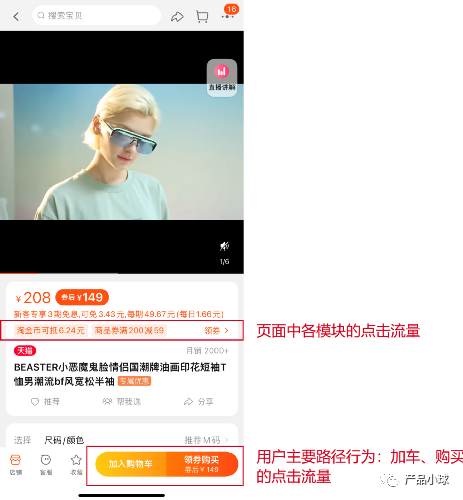 搜索宝贝
16
直播讲解
1/6
¥208 券后¥149
新客专享3期免息,可免3.43元,每期49.67元(每日1.66元)
淘金币可抵6.24元 商品券满200减59 领券 >
页面中各模块的点击流量
天猫 月销 2000+
BEASTER小恶魔鬼脸情侣国潮牌油画印花短袖T
恤男潮流bf风宽松半袖 专属优惠
推荐 帮我选 分享
选择 尺码/颜色 推荐M码 >
店铺 客服 收藏 加入购物车 领券购买
券后¥149
用户主要路径行为：加车、购买
的点击流量
产品小球